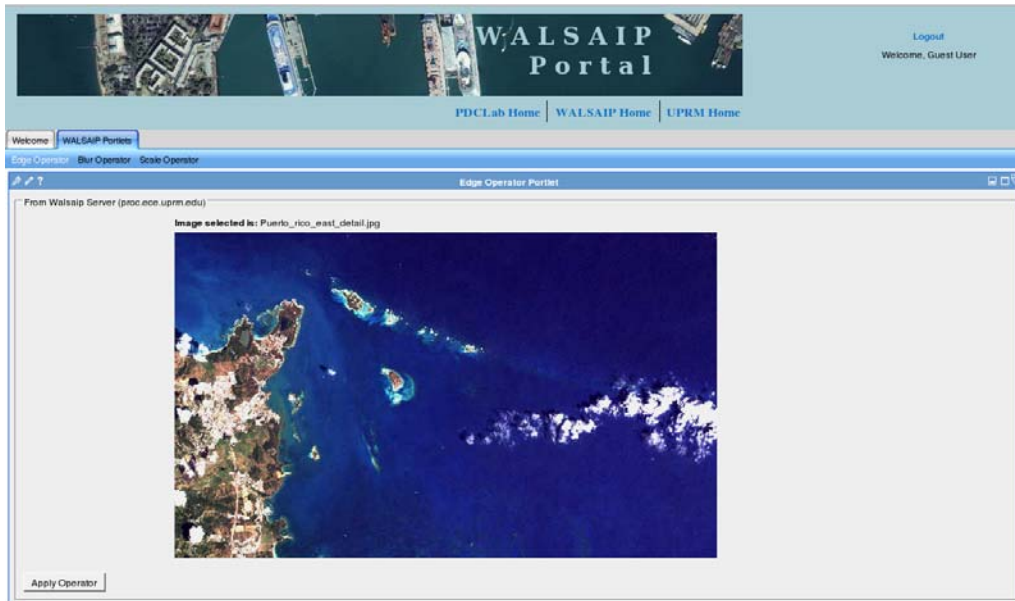 WALSAIP
Portal
Logout
Welcome, Guest User
PDCLab Home
WALSAIP Home
UPRM Home
Welcome
WALSAIP Portlets
Edge Operator
Blur Operator
Scale Operator
?
Edge Operator Portlet
From Walsaip Server (proc.ece.uprm.edu)
Image selected is: Puerto_rico_east_detail.jpg
Apply Operator